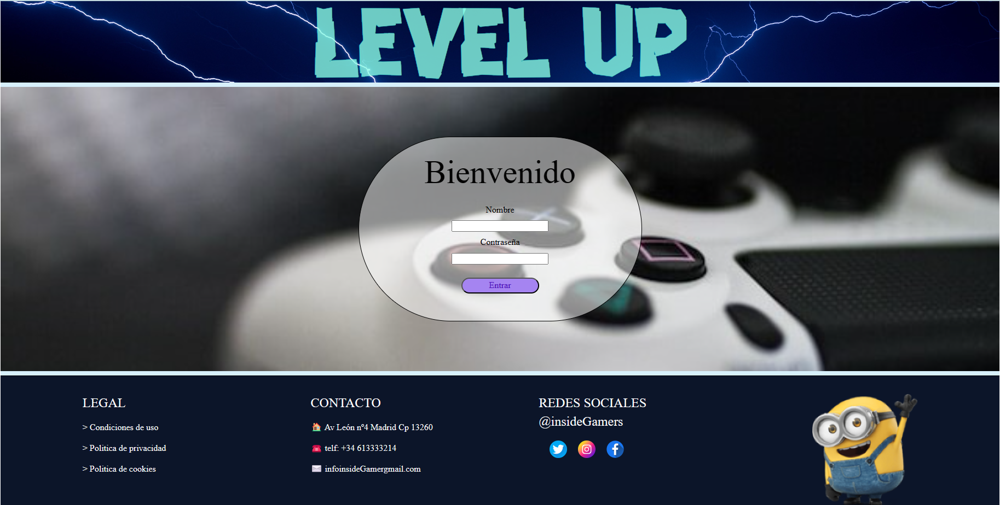 LEVEL UP
Bienvenido
Nombre
Contraseña
Entrar
LEGAL
> Condiciones de uso
> Politica de privacidad
> Politica de cookies
CONTACTO
Av León nº4 Madrid Cp 13260
telf: +34 613333214
infoinsideGamergmail.com
REDES SOCIALES
@insideGamers